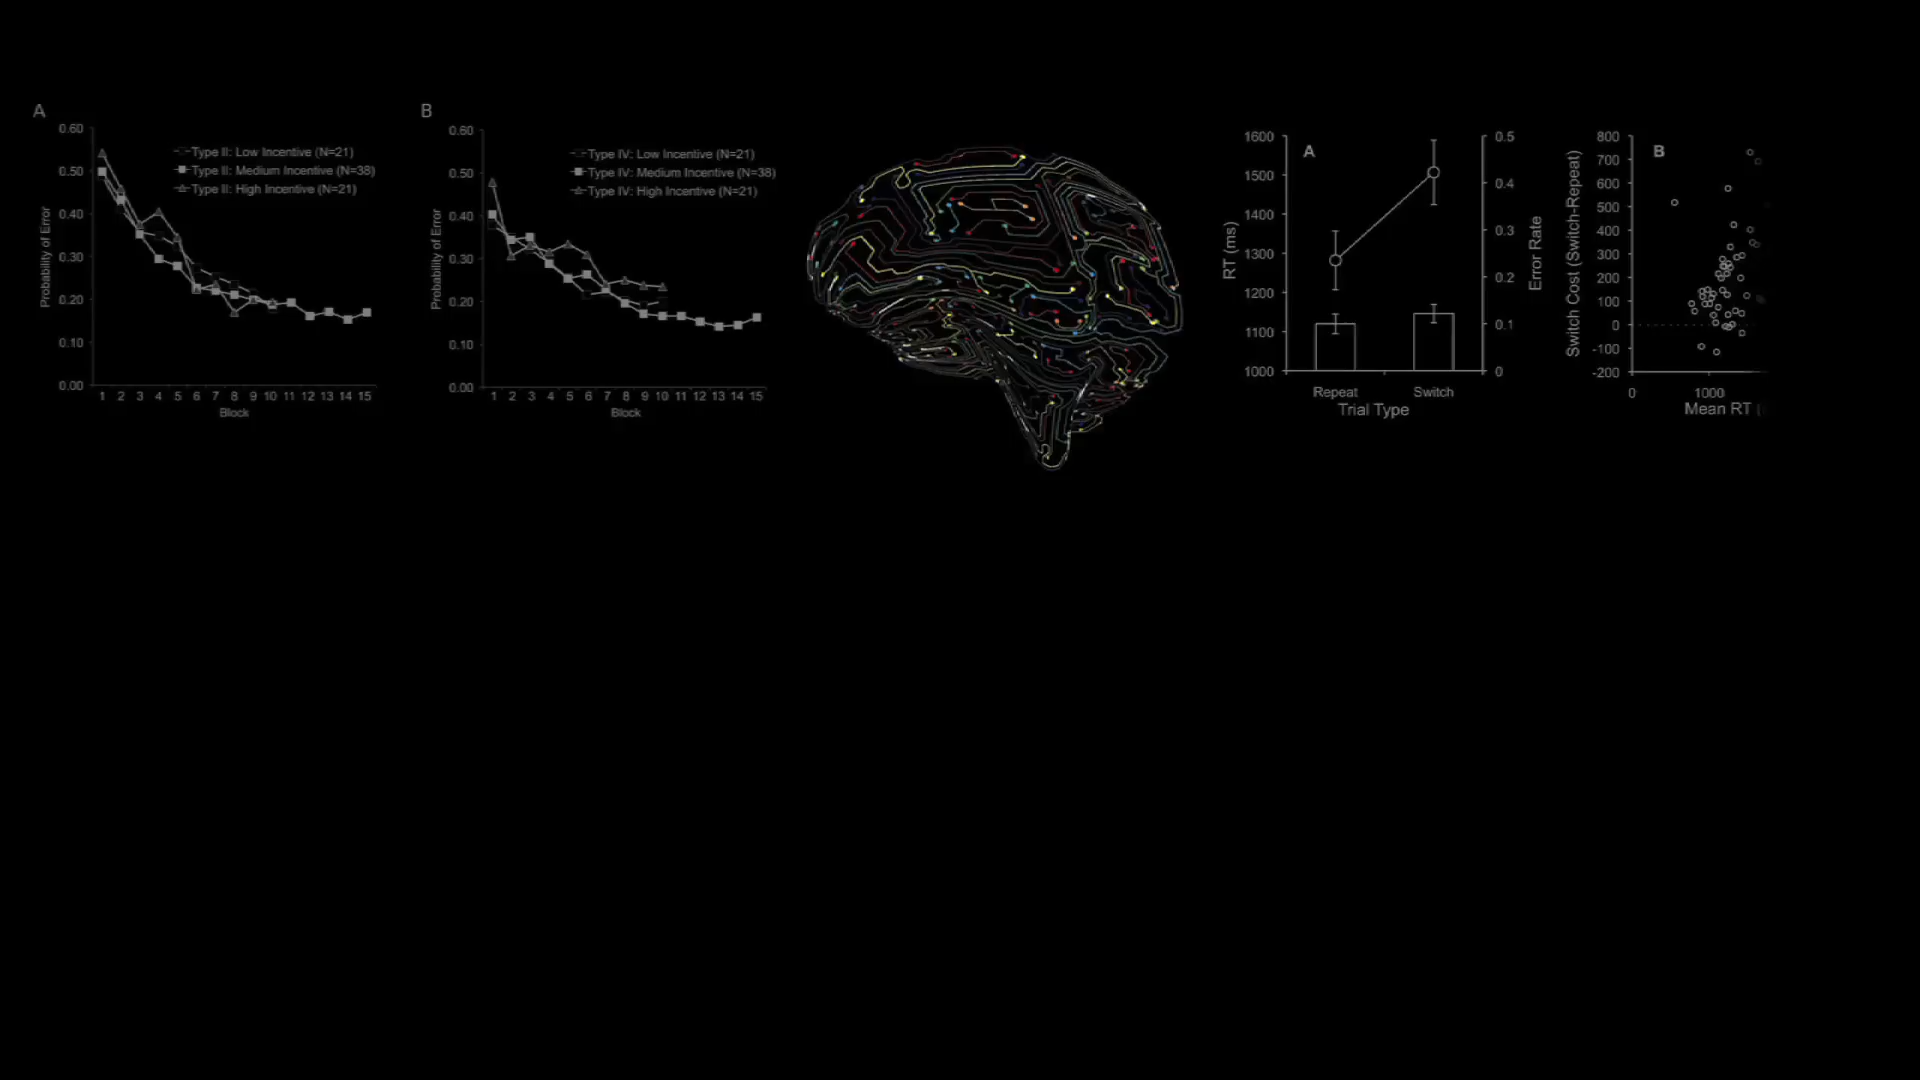 A
0.60
0.50
0.40
0.30
0.20
0.10
0.00
Probability of Error
Type II: Low Incentive (N=21)
Type II: Medium Incentive (N=38)
Type II: High Incentive (N=21)
1 2 3 4 5 6 7 8 9 10 11 12 13 14 15
Block
B
0.60
0.50
0.40
0.30
0.20
0.10
0.00
Probability of Error
Type IV: Low Incentive (N=21)
Type IV: Medium Incentive (N=38)
Type IV: High Incentive (N=21)
1 2 3 4 5 6 7 8 9 10 11 12 13 14 15
Block
A
1600
1500
1400
1300
1200
1100
1000
RT (ms)
0.5
0.4
0.3
0.2
0.1
0
Error Rate
Repeat Switch
Trial Type
B
800
700
600
500
400
300
200
100
0
-100
-200
Switch Cost (Switch-Repeat)
0 1000
Mean RT (